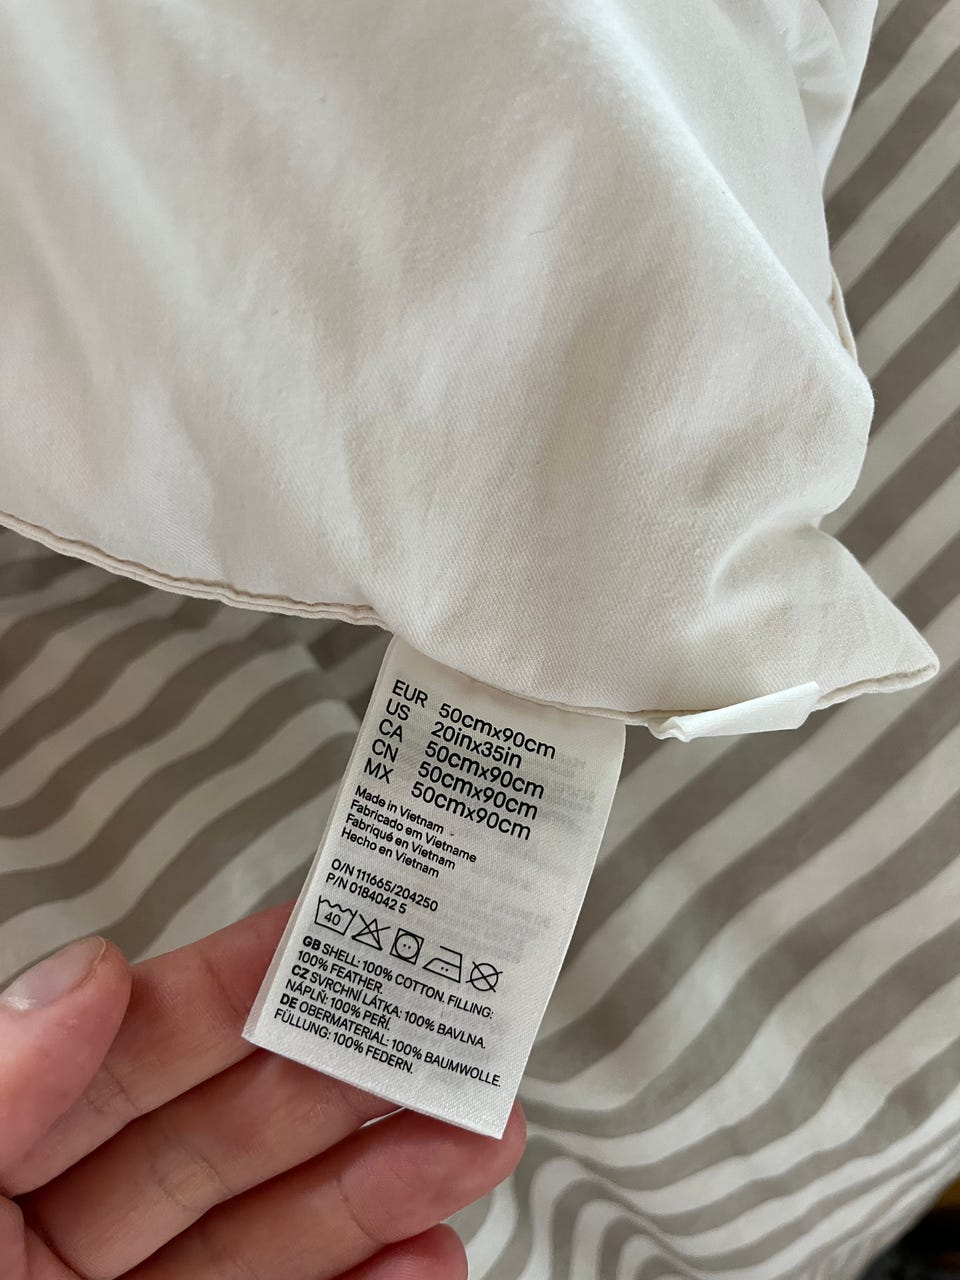 EUR 50cmx90cm
US 20inx35in
CA 50cmx90cm
CN 50cmx90cm
MX 50cmx90cm
Made in Vietnam
Fabricado em Vietname
Fabriqué en Vietnam
Hecho en Vietnam
O/N 111665/204250
P/N 0184042 5
40
GB SHELL: 100% COTTON. FILLING:
100% FEATHER.
CZ SVRCHNÍ LÁTKA: 100% BAVLNA.
NÁPLŇ: 100% PEŘÍ.
DE OBERMATERIAL: 100% BAUMWOLLE.
FÜLLUNG: 100% FEDERN.